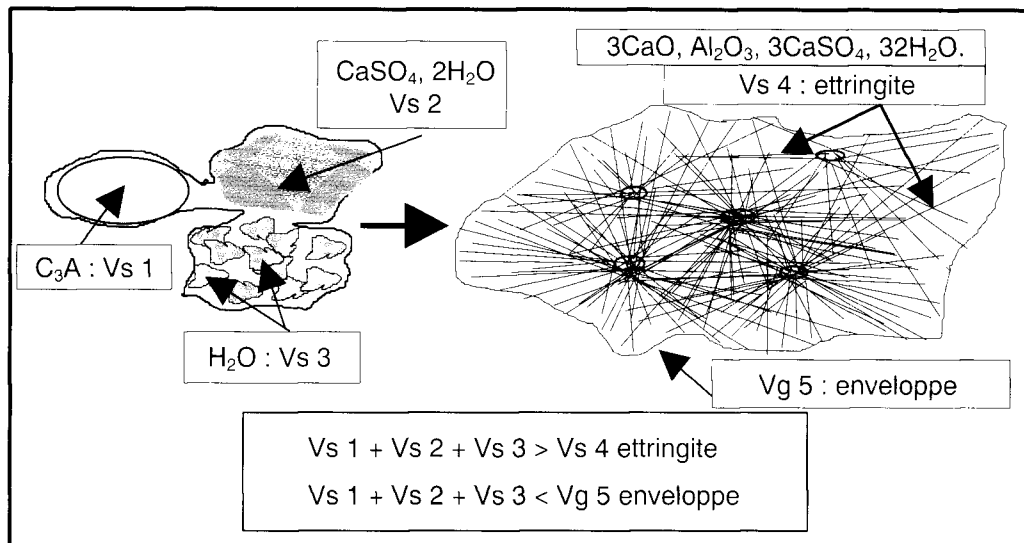 CaSO₄, 2H₂O
Vs 2
3CaO, Al₂O₃, 3CaSO₄, 32H₂O.
Vs 4 : ettringite
C₃A : Vs 1
H₂O : Vs 3
Vg 5 : enveloppe
Vs 1 + Vs 2 + Vs 3 > Vs 4 ettringite
Vs 1 + Vs 2 + Vs 3 < Vg 5 enveloppe